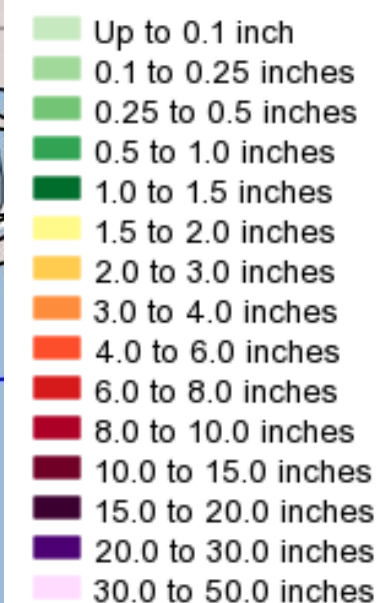 Up to 0.1 inch
0.1 to 0.25 inches
0.25 to 0.5 inches
0.5 to 1.0 inches
1.0 to 1.5 inches
1.5 to 2.0 inches
2.0 to 3.0 inches
3.0 to 4.0 inches
4.0 to 6.0 inches
6.0 to 8.0 inches
8.0 to 10.0 inches
10.0 to 15.0 inches
15.0 to 20.0 inches
20.0 to 30.0 inches
30.0 to 50.0 inches